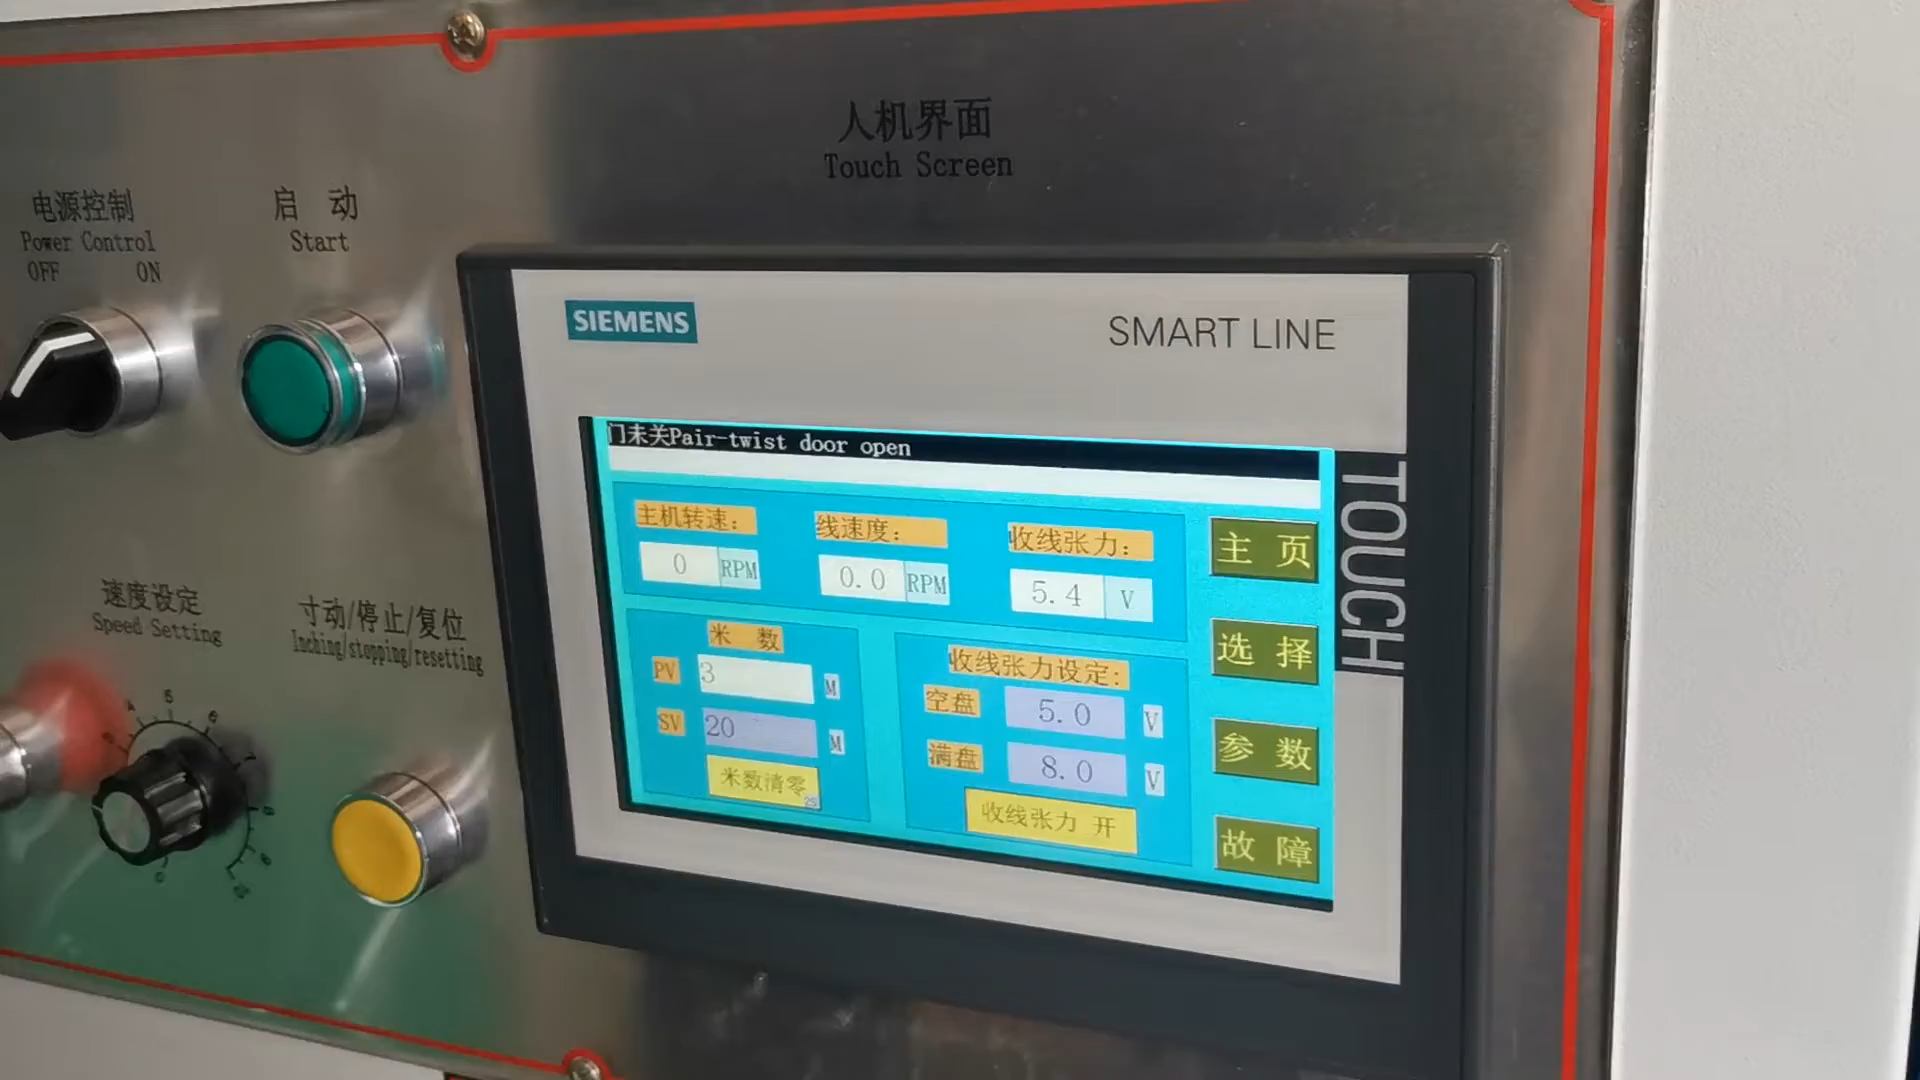 人机界面
Touch Screen
电源控制
Power Control
OFF ON
启 动
Start
SIEMENS
SMART LINE
TOUCH
门未关Pair-twist door open
主机转速:
0 RPM
线速度:
0.0 RPM
收线张力:
5.4 V
米 数
PV 3 M
SV 20 M
米数清零
收线张力设定:
空盘 5.0 V
满盘 8.0 V
收线张力 开
主 页
选 择
参 数
故 障
速度设定
Speed Setting
寸动/停止/复位
Inching/stopping/resetting